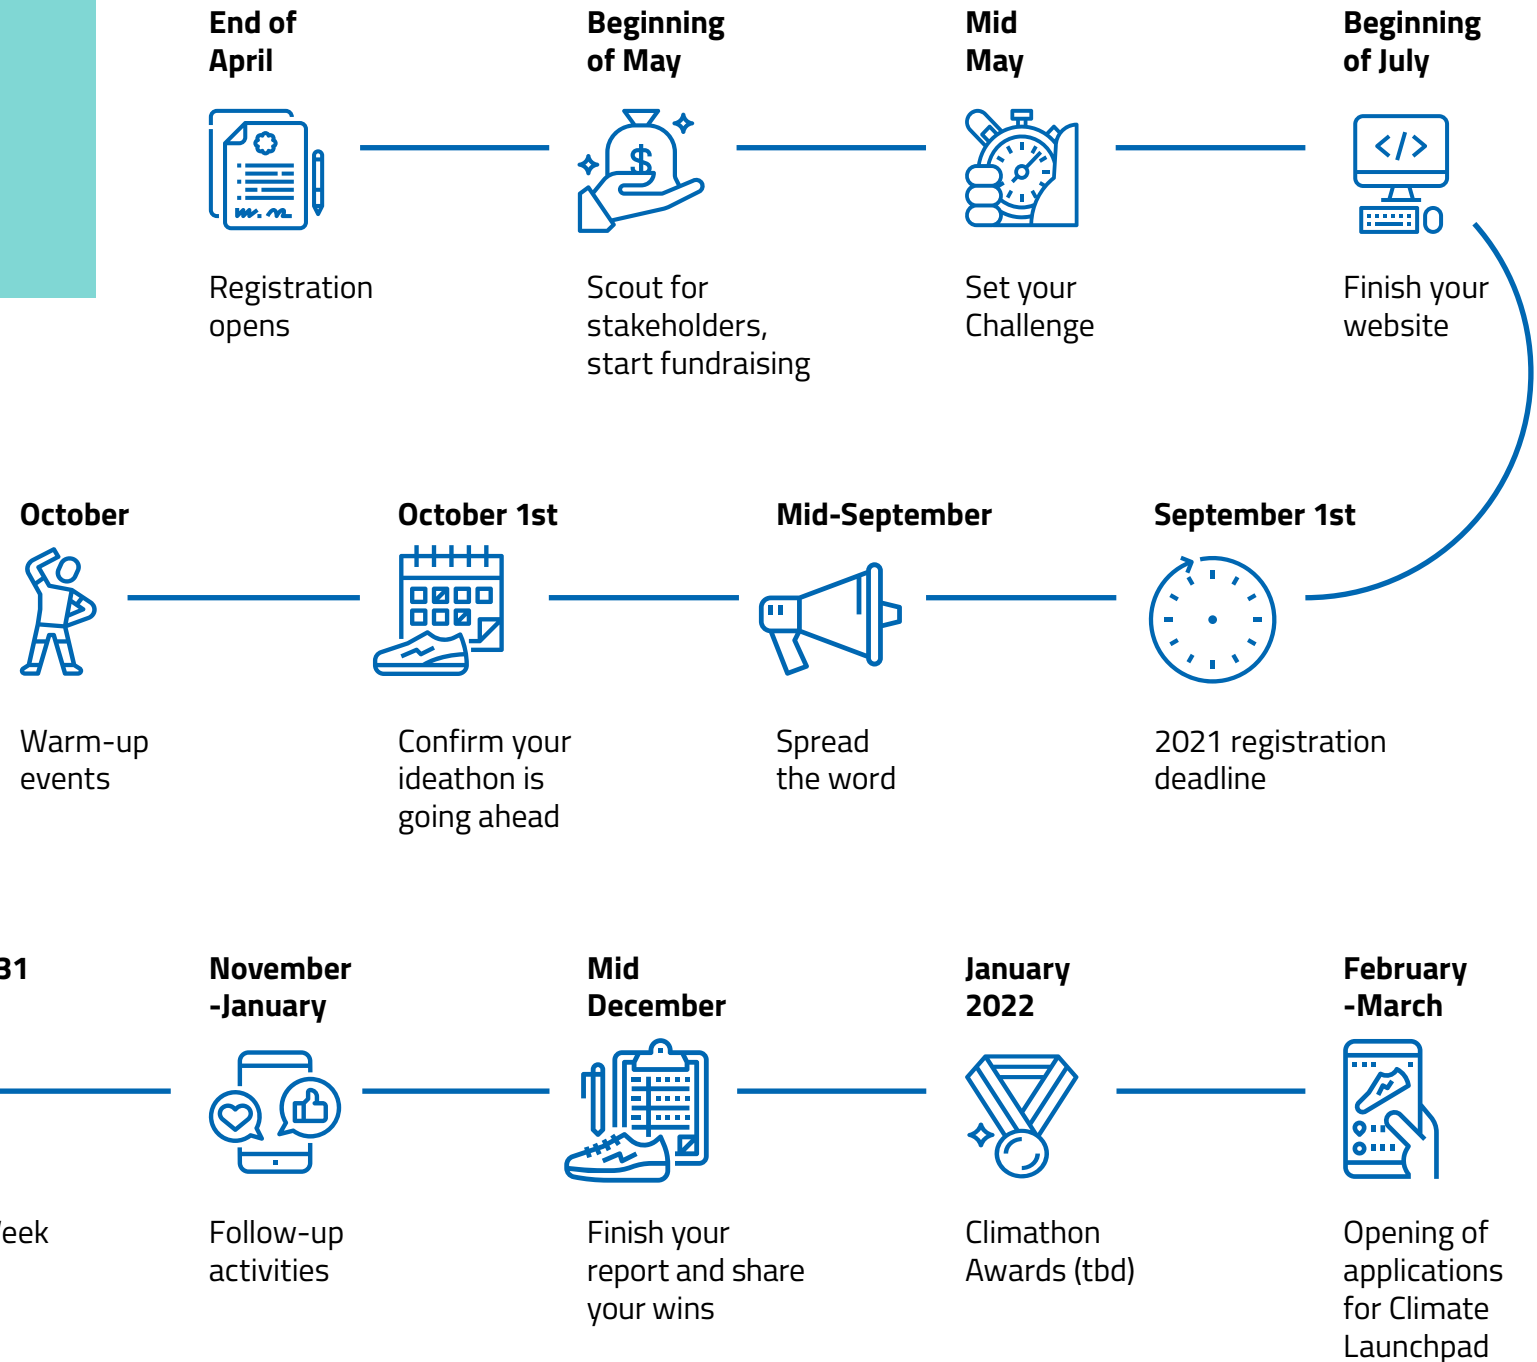 End of
April
Registration
opens
Beginning
of May
$
Scout for
stakeholders,
start fundraising
Mid
May
Set your
Challenge
Beginning
of July
</>
Finish your
website
September 1st
2021 registration
deadline
Mid-September
Spread
the word
October 1st
Confirm your
ideathon is
going ahead
October
Warm-up
events
31
eek
November
-January
Follow-up
activities
Mid
December
Finish your
report and share
your wins
January
2022
Climathon
Awards (tbd)
February
-March
Opening of
applications
for Climate
Launchpad